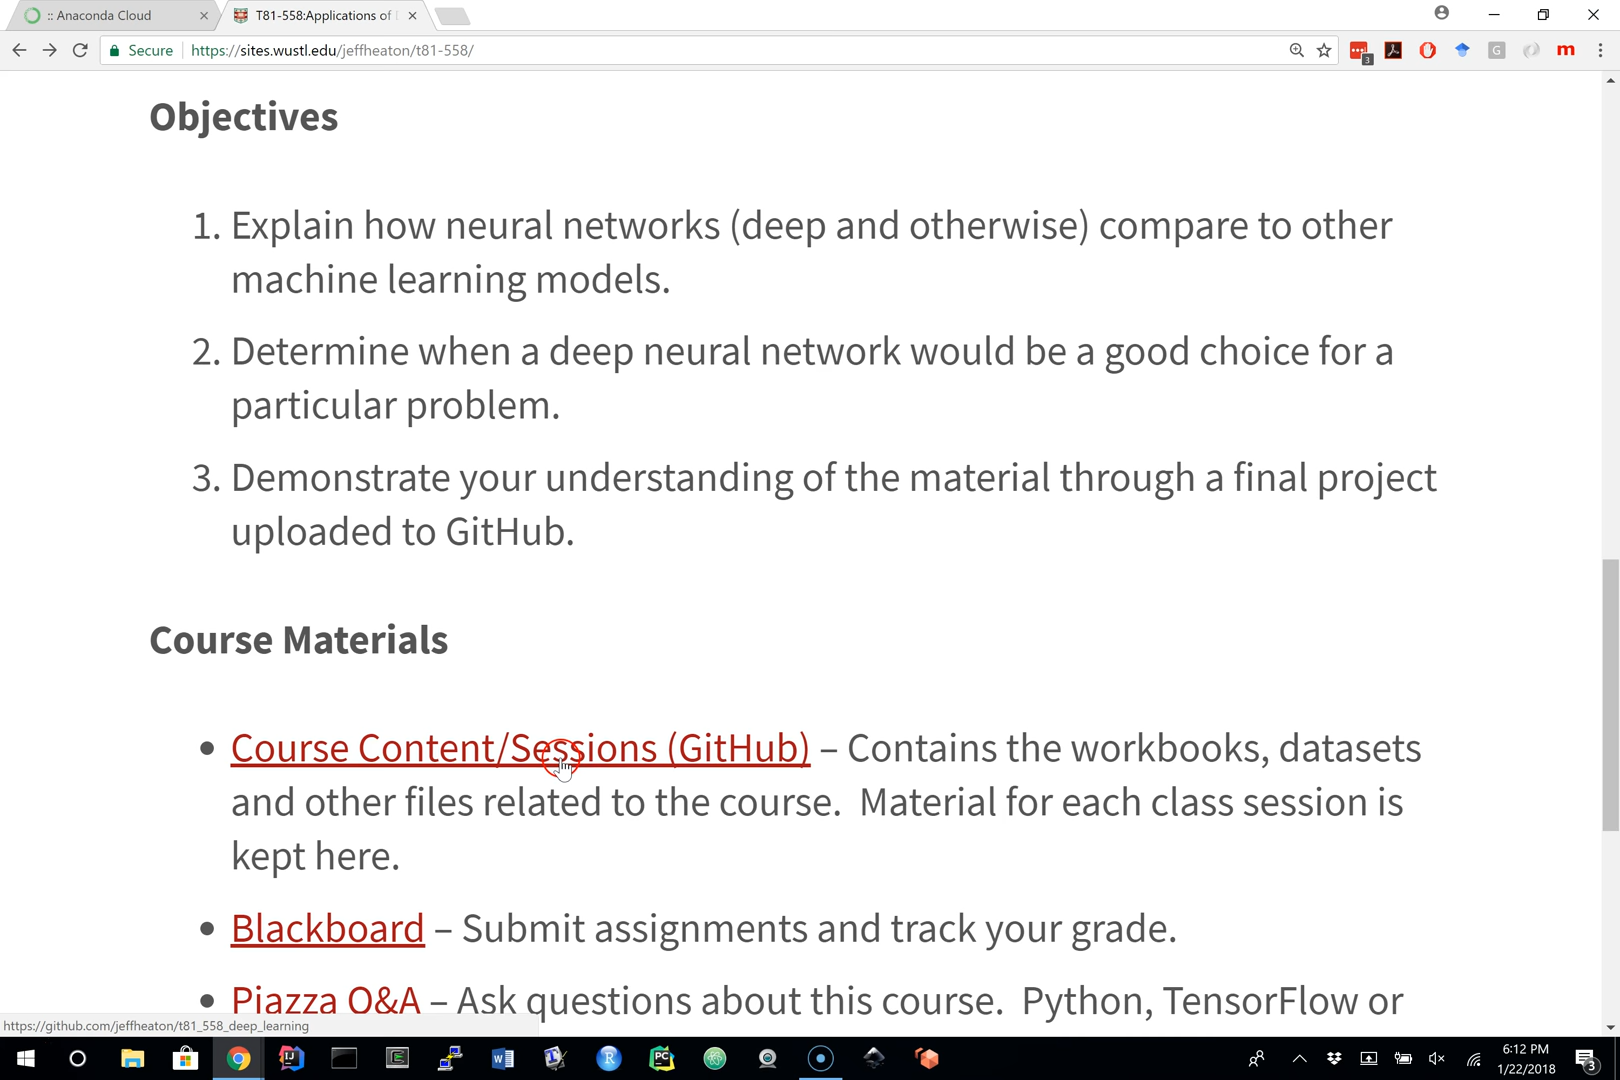 :: Anaconda Cloud
T81-558:Applications of
Secure
https://sites.wustl.edu/jeffheaton/t81-558/
3
G
m
Objectives
1. Explain how neural networks (deep and otherwise) compare to other
machine learning models.
2. Determine when a deep neural network would be a good choice for a
particular problem.
3. Demonstrate your understanding of the material through a final project
uploaded to GitHub.
Course Materials
• Course Content/Sessions (GitHub) – Contains the workbooks, datasets
and other files related to the course.  Material for each class session is
kept here.
• Blackboard – Submit assignments and track your grade.
• Piazza Q&A – Ask questions about this course.  Python, TensorFlow or
https://github.com/jeffheaton/t81_558_deep_learning
IJ
W
R
PC
6:12 PM
1/22/2018
3